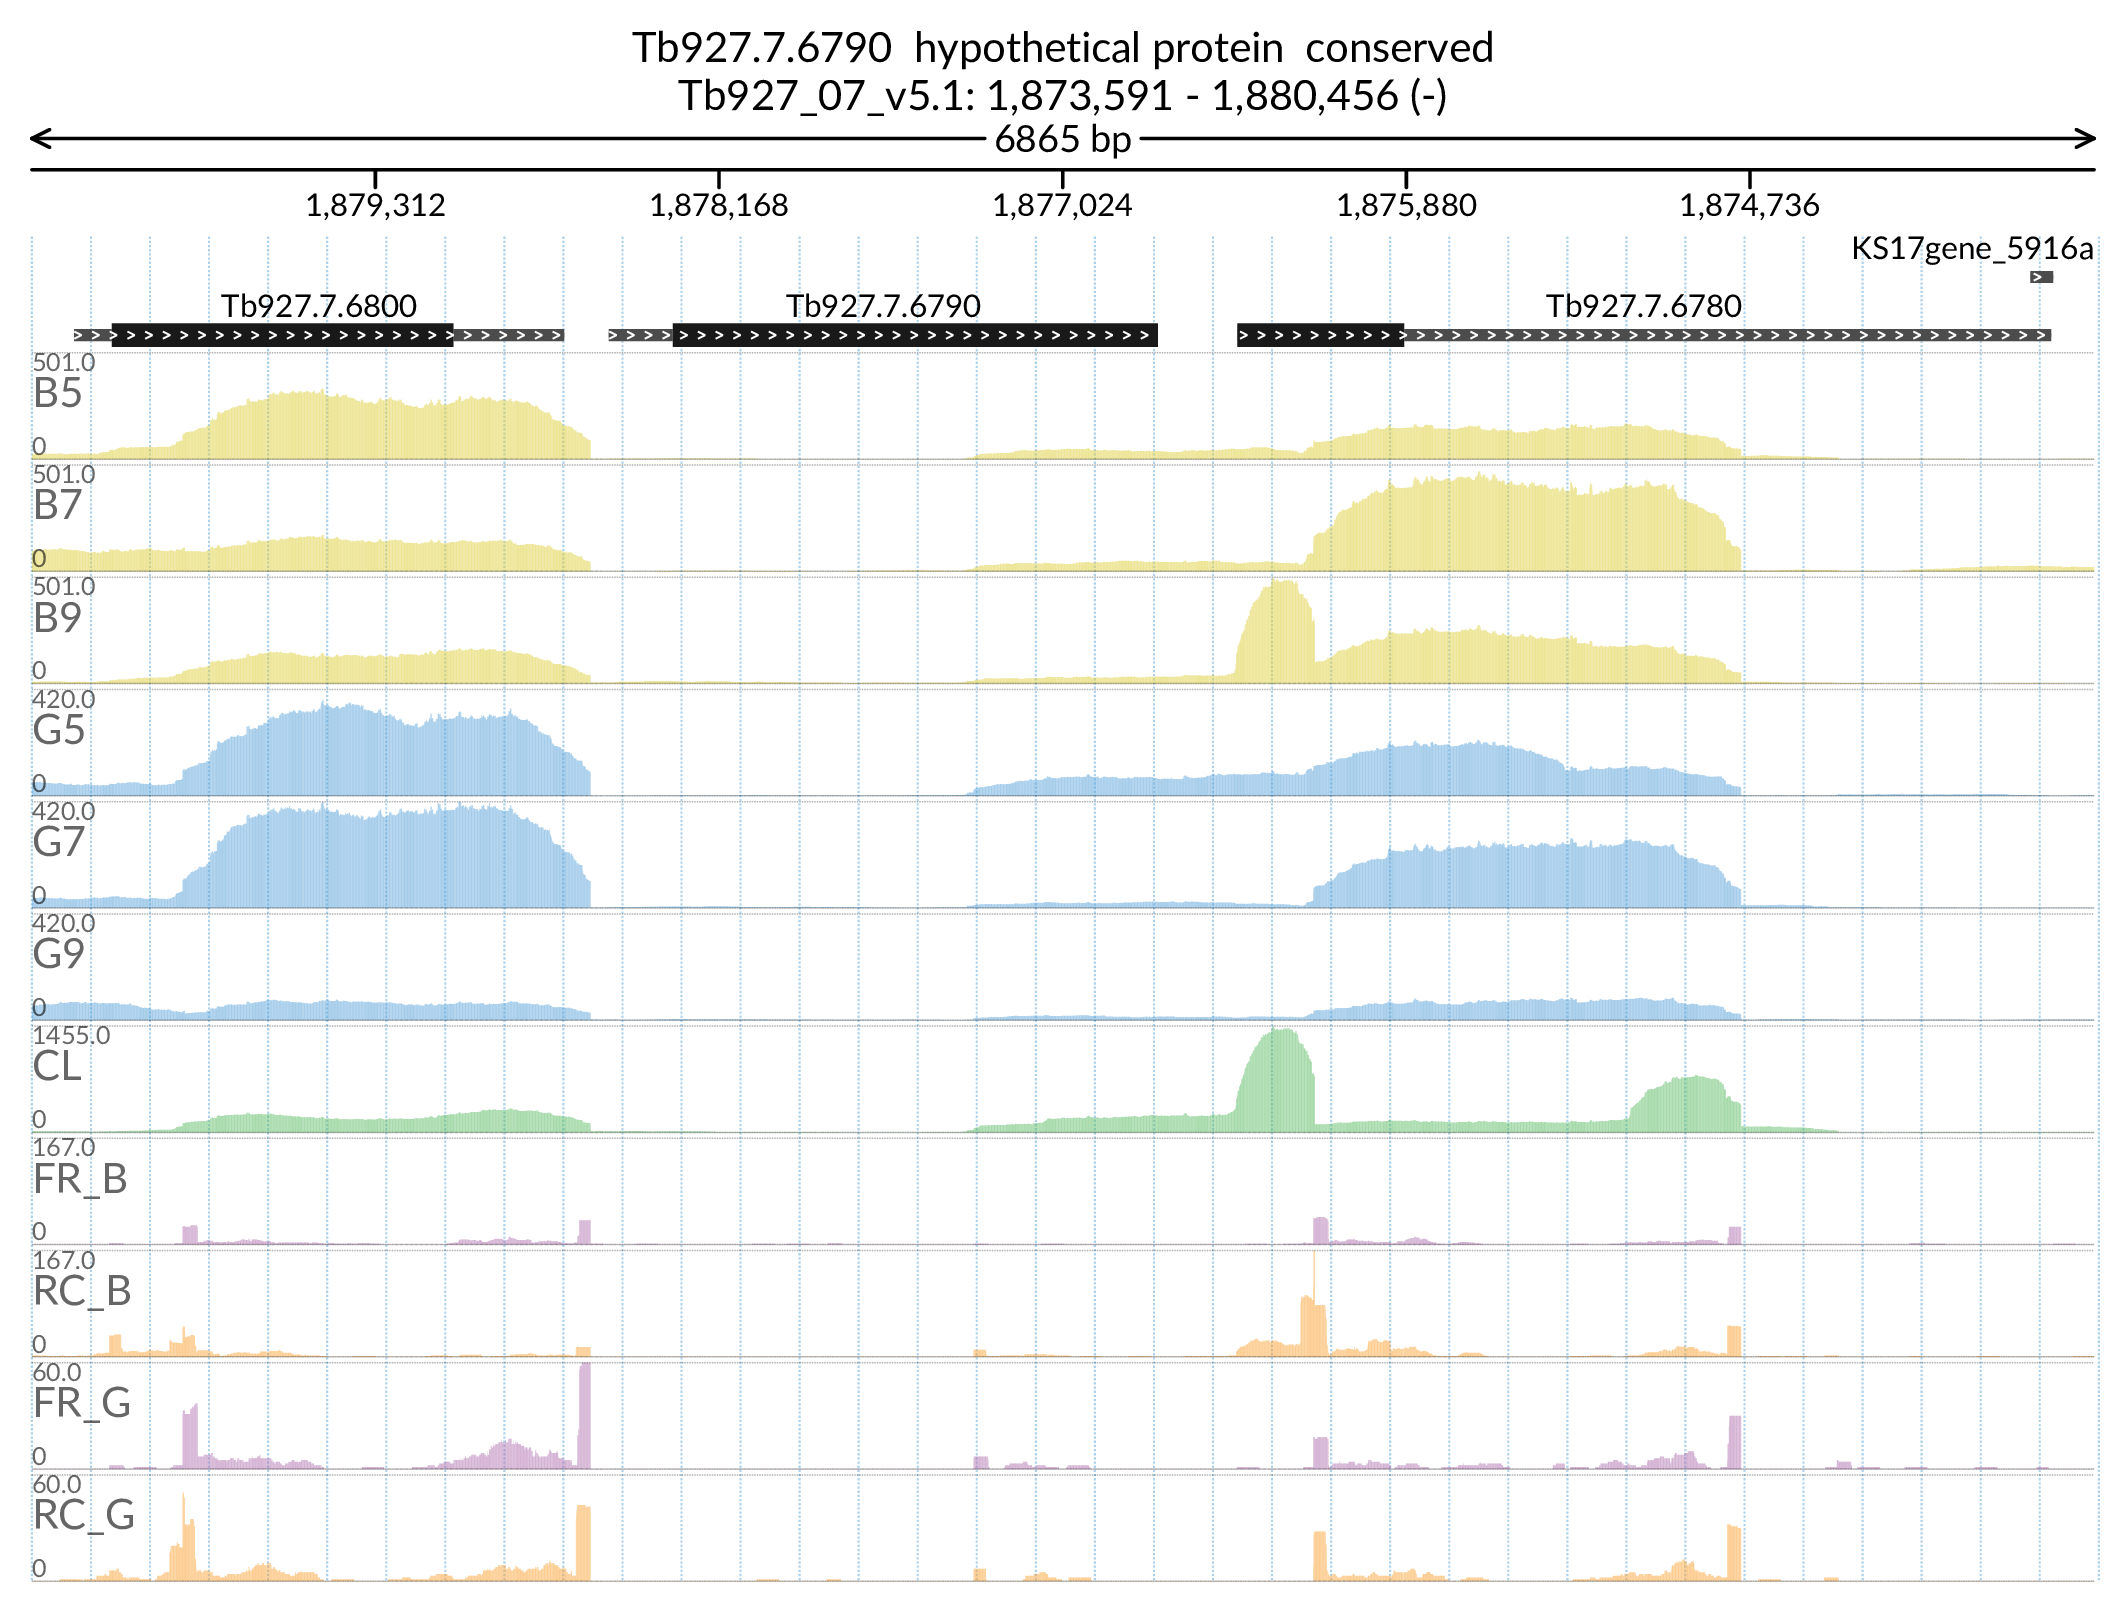 Tb927.7.6790 hypothetical protein conserved
Tb927_07_v5.1: 1,873,591 - 1,880,456 (-)
6865 bp
1,879,312 1,878,168 1,877,024 1,875,880 1,874,736
KS17gene_5916a
>
Tb927.7.6800 Tb927.7.6790 Tb927.7.6780
501.0
B5
0
501.0
B7
0
501.0
B9
0
420.0
G5
0
420.0
G7
0
420.0
G9
0
1455.0
CL
0
167.0
FR_B
0
167.0
RC_B
0
60.0
FR_G
0
60.0
RC_G
0